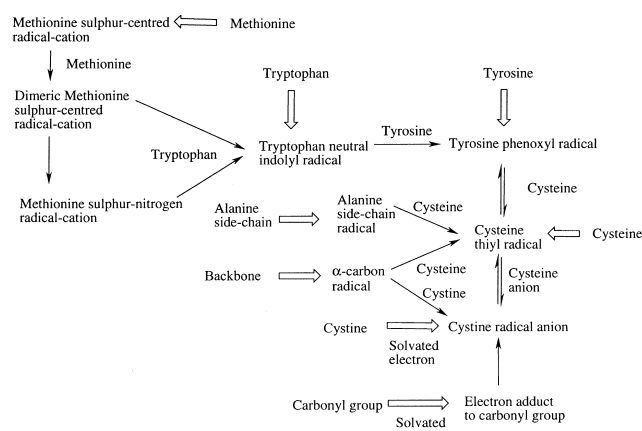 Methionine sulphur-centred
radical-cation
Methionine
Methionine
Dimeric Methionine
sulphur-centred
radical-cation
Tryptophan
Methionine sulphur-nitrogen
radical-cation
Tryptophan
Tryptophan neutral
indolyl radical
Tyrosine
Tyrosine
Tyrosine phenoxyl radical
Cysteine
Alanine
side-chain
Alanine
side-chain
radical
Cysteine
Cysteine
thiyl radical
Cysteine
Backbone
α-carbon
radical
Cysteine
Cystine
Cysteine
anion
Cystine
Solvated
electron
Cystine radical anion
Carbonyl group
Solvated
Electron adduct
to carbonyl group